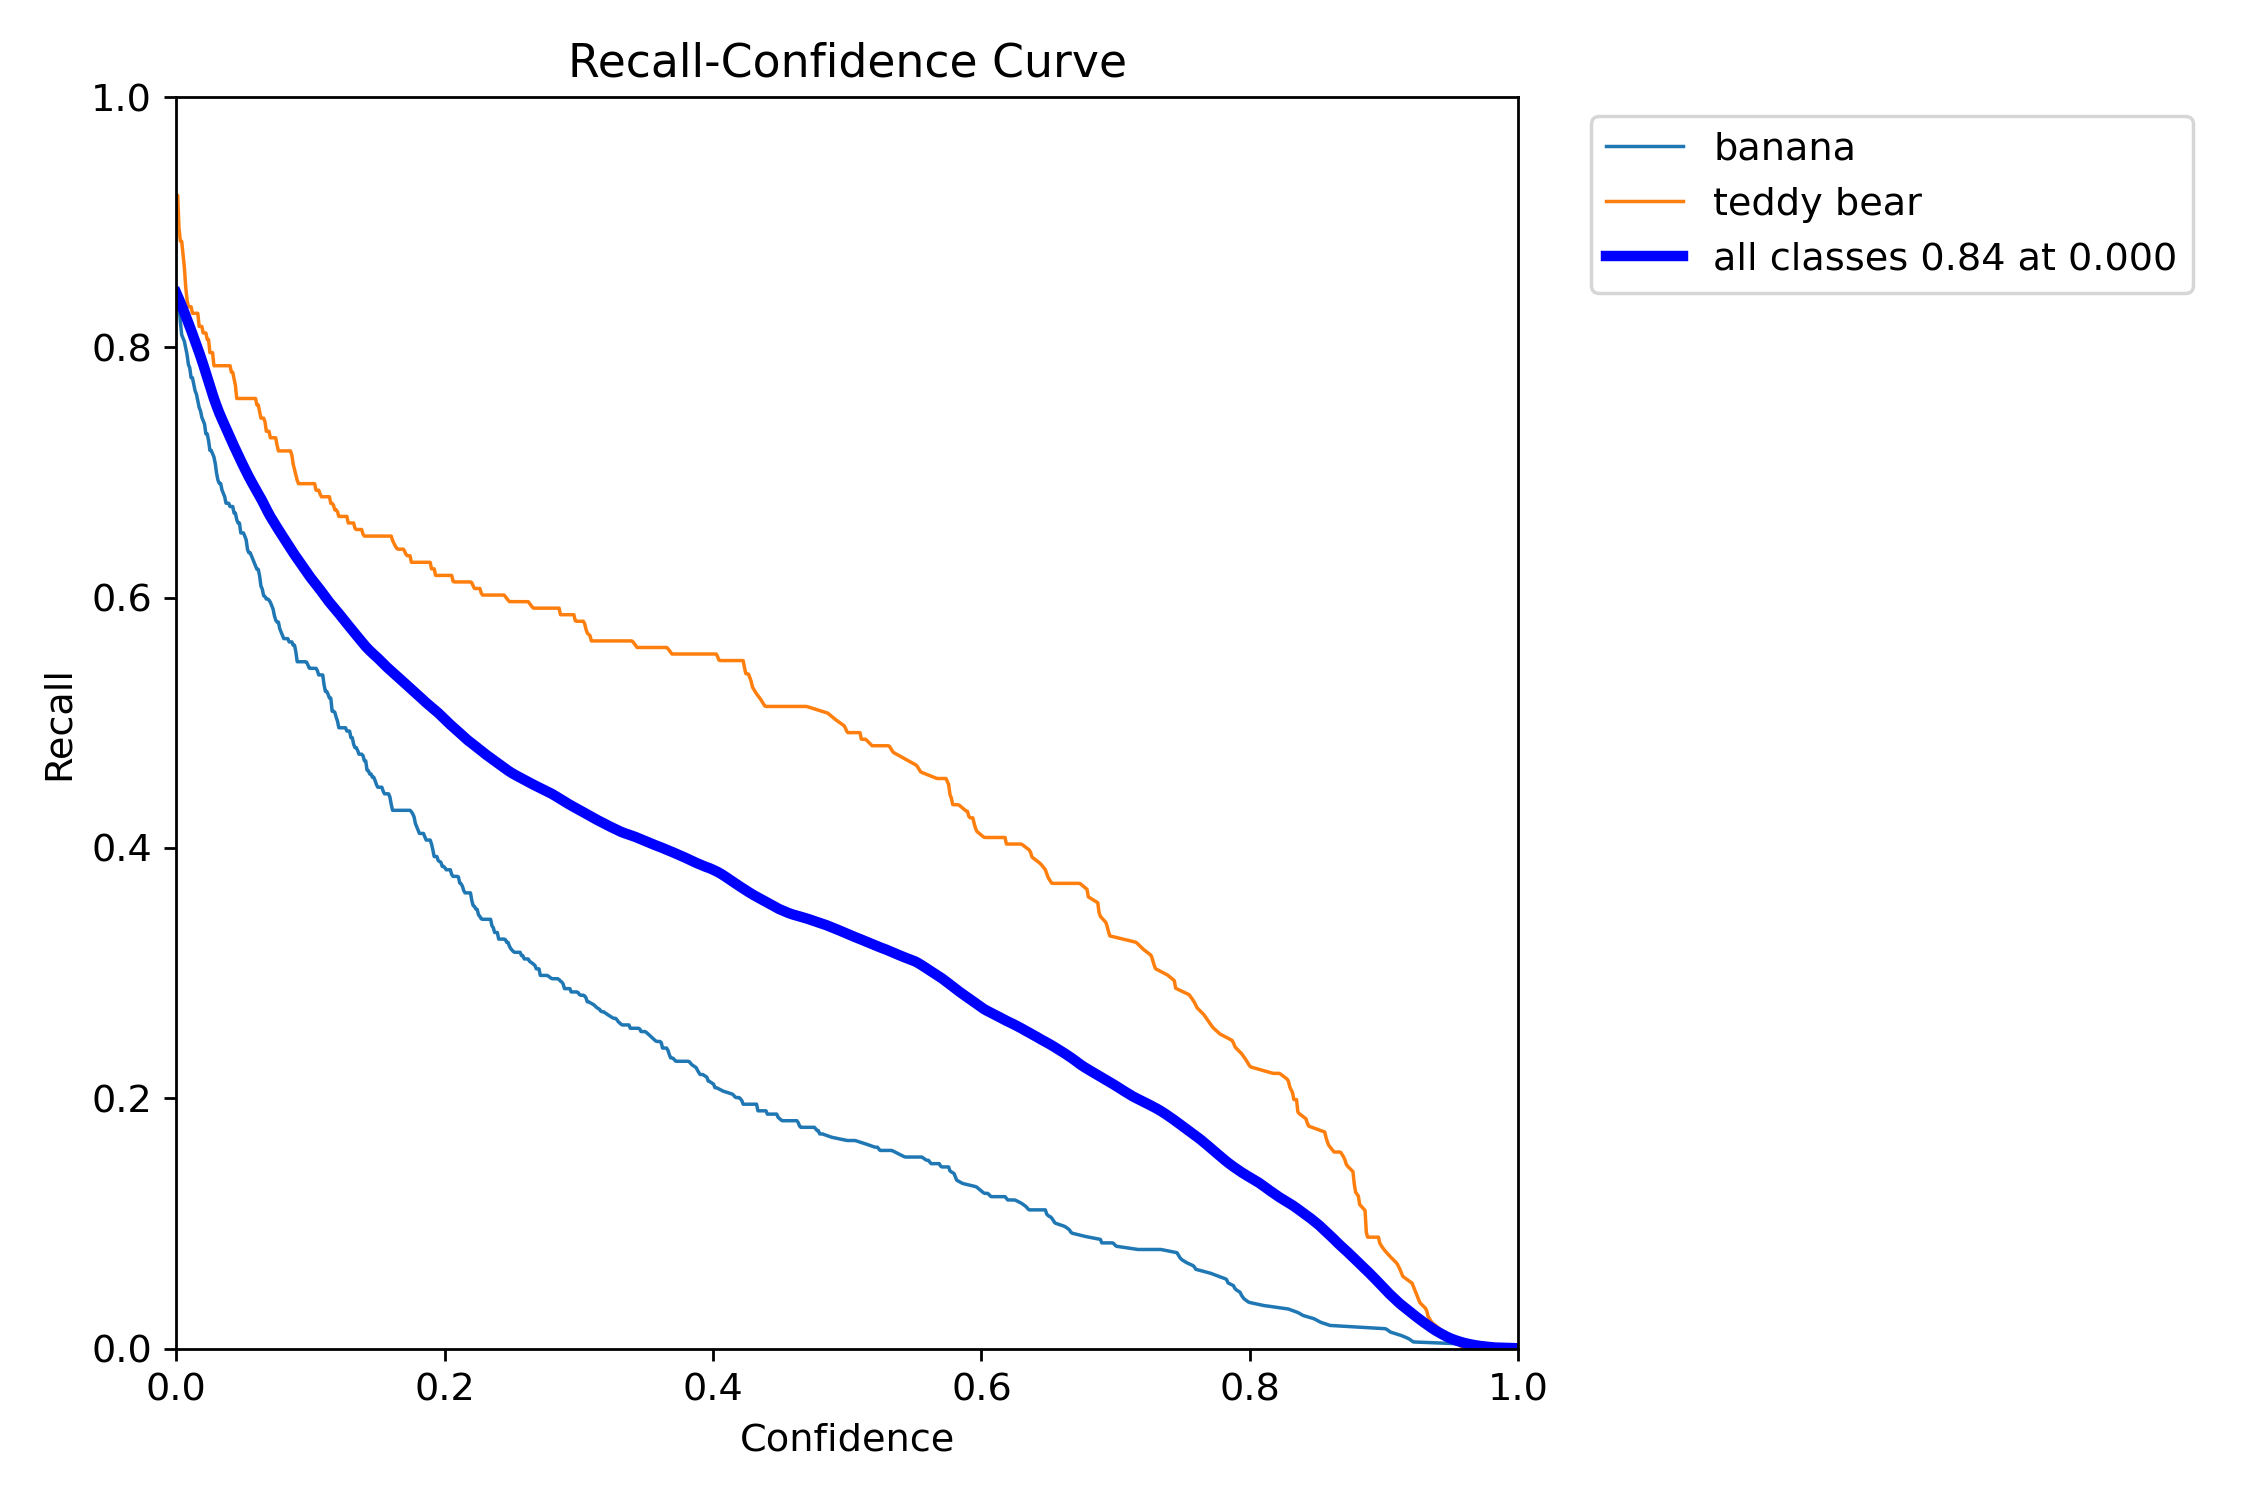 Recall-Confidence Curve
1.0
0.8
0.6
0.4
0.2
0.0
Recall
0.0 0.2 0.4 0.6 0.8 1.0
Confidence
banana
teddy bear
all classes 0.84 at 0.000